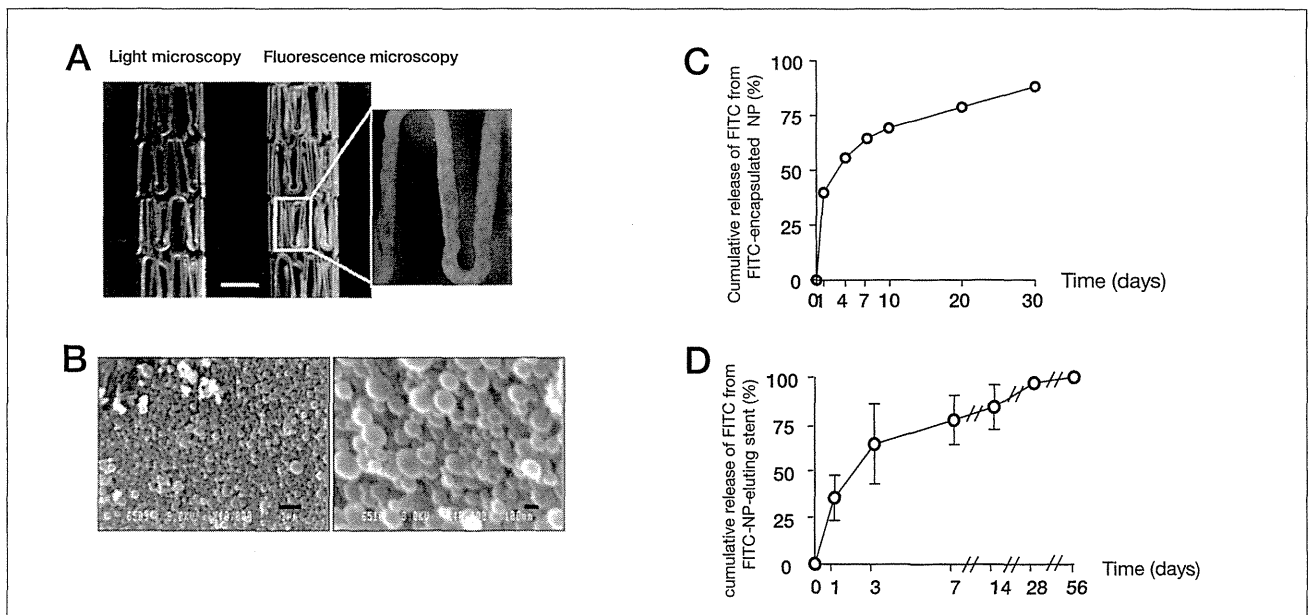 A
Light microscopy
Fluorescence microscopy
B
C
Cumulative release of FITC from
FITC-encapsulated NP (%)
100
75
50
25
0
0 1 4 7 10 20 30
Time (days)
D
cumulative release of FITC from
FITC-NP-eluting stent (%)
100
75
50
25
0
0 1 3 7 14 28 56
Time (days)